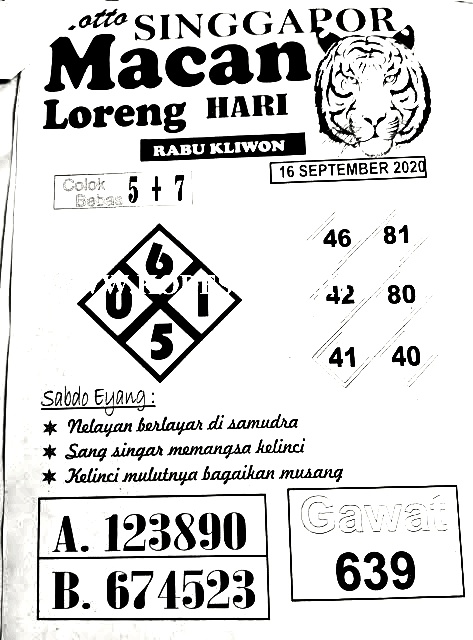 .otto SINGGAPOR
Macan
Loreng HARI
RABU KLIWON
16 SEPTEMBER 2020
Colok
Bebas 5 + 7
46 81
6
0 1
42 80
5
41 40
Sabdo Eyang :
★ Nelayan berlayar di samudra
★ Sang singar memangsa kelinci
★ Kelinci mulutnya bagaikan musang
A. 123890
B. 674523
Gawat
639